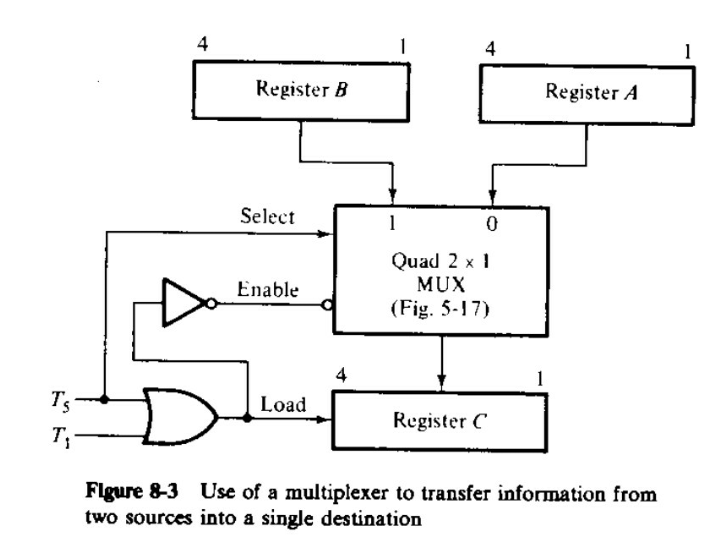 4 1
Register B
4 1
Register A
Select
1 0
Quad 2 × 1
MUX
(Fig. 5-17)
Enable
T5
T1
Load
4 1
Register C
Figure 8-3 Use of a multiplexer to transfer information from
two sources into a single destination